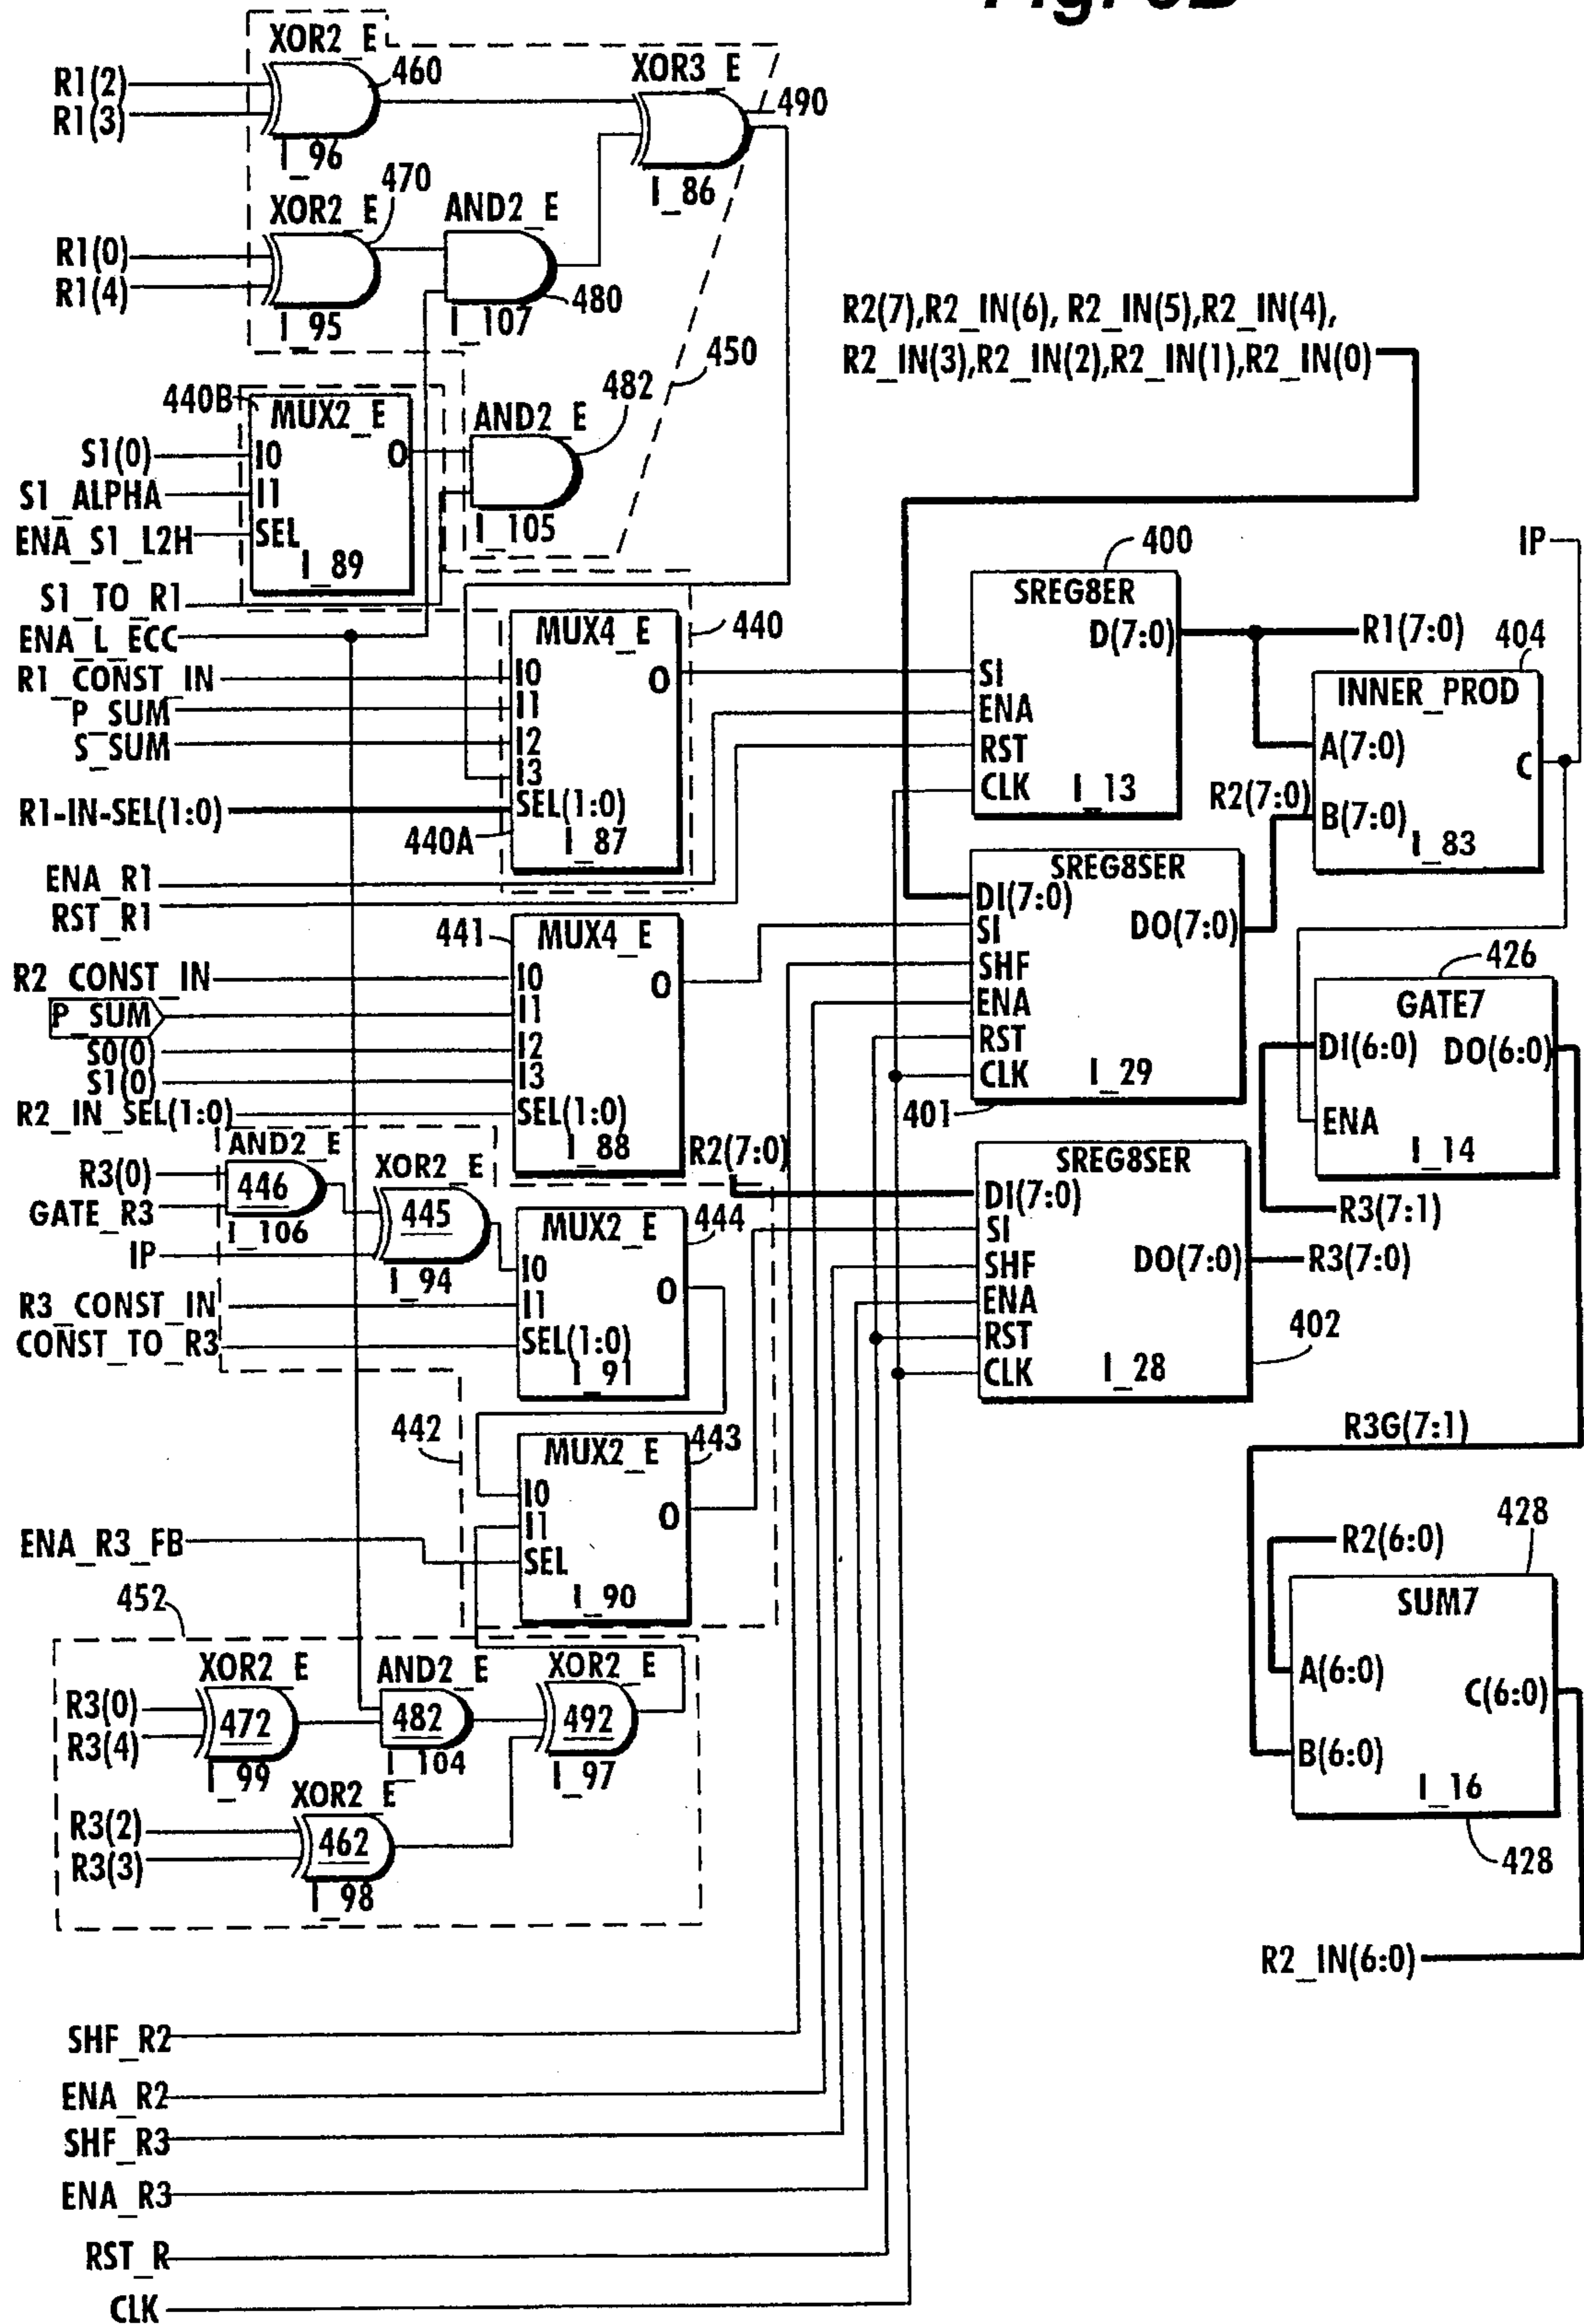 XOR2_E
R1(2)
R1(3)
460
I_96
XOR3_E
490
I_86
470
XOR2_E
R1(0)
R1(4)
I_95
AND2_E
480
I_107
450
R2(7),R2_IN(6), R2_IN(5),R2_IN(4),
R2_IN(3),R2_IN(2),R2_IN(1),R2_IN(0)
440B
MUX2_E
S1(0)
S1_ALPHA
ENA_S1_L2H
I0
I1
SEL
O
I_89
482
AND2_E
I_105
S1_TO_R1
ENA_L_ECC
R1_CONST_IN
P_SUM
S_SUM
R1-IN-SEL(1:0)
440
MUX4_E
I0
I1
I2
I3
SEL(1:0)
O
440A
I_87
ENA_R1
RST_R1
400
SREG8ER
D(7:0)
SI
ENA
RST
CLK
I_13
IP
R1(7:0)
404
INNER_PROD
A(7:0)
C
R2(7:0)
B(7:0)
I_83
441
MUX4_E
R2_CONST_IN
P_SUM
S0(0)
S1(0)
R2_IN_SEL(1:0)
I0
I1
I2
I3
SEL(1:0)
O
I_88
SREG8SER
DI(7:0)
SI
SHF
ENA
RST
CLK
DO(7:0)
I_29
401
426
GATE7
DI(6:0)
DO(6:0)
ENA
I_14
R3(7:1)
AND2_E
R3(0)
GATE_R3
446
I_106
XOR2_E
445
IP
I_94
R3_CONST_IN
CONST_TO_R3
444
MUX2_E
I0
I1
SEL(1:0)
O
I_91
R2(7:0)
SREG8SER
DI(7:0)
SI
SHF
ENA
RST
CLK
DO(7:0)
R3(7:0)
I_28
402
442
443
MUX2_E
I0
I1
SEL
O
I_90
ENA_R3_FB
R3G(7:1)
428
R2(6:0)
SUM7
A(6:0)
C(6:0)
B(6:0)
I_16
428
R2_IN(6:0)
452
XOR2_E
R3(0)
R3(4)
472
I_99
AND2_E
482
I_104
XOR2_E
492
I_97
XOR2_E
R3(2)
R3(3)
462
I_98
SHF_R2
ENA_R2
SHF_R3
ENA_R3
RST_R
CLK